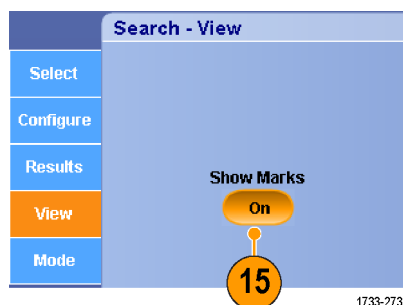 Search - View
Select
Configure
Results
Show Marks
View
On
Mode
15
1733-273